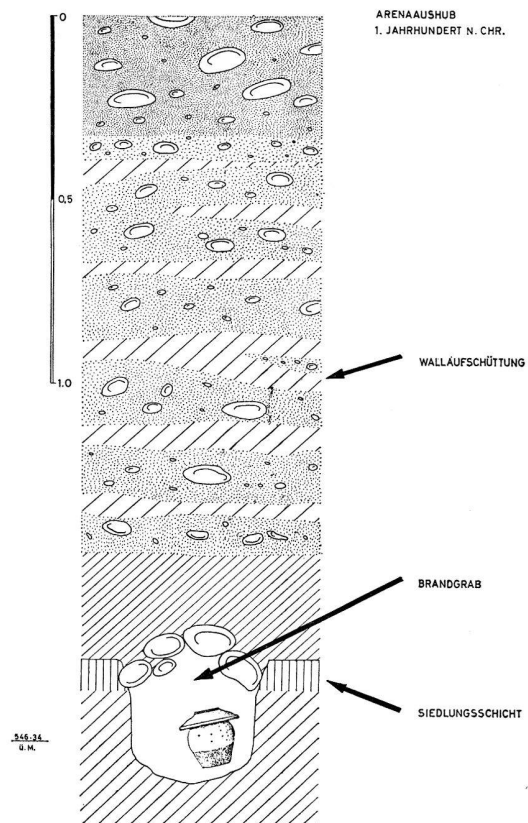 ARENAAUSHUB
1. JAHRHUNDERT N. CHR.
0
0,5
1.0
WALLAUFSCHÜTTUNG
BRANDGRAB
SIEDLUNGSSCHICHT
546.34
Ü.M.